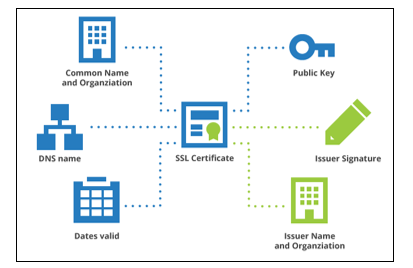 Common Name
and Organziation
Public Key
DNS name
SSL Certificate
Issuer Signature
Dates valid
Issuer Name
and Organziation